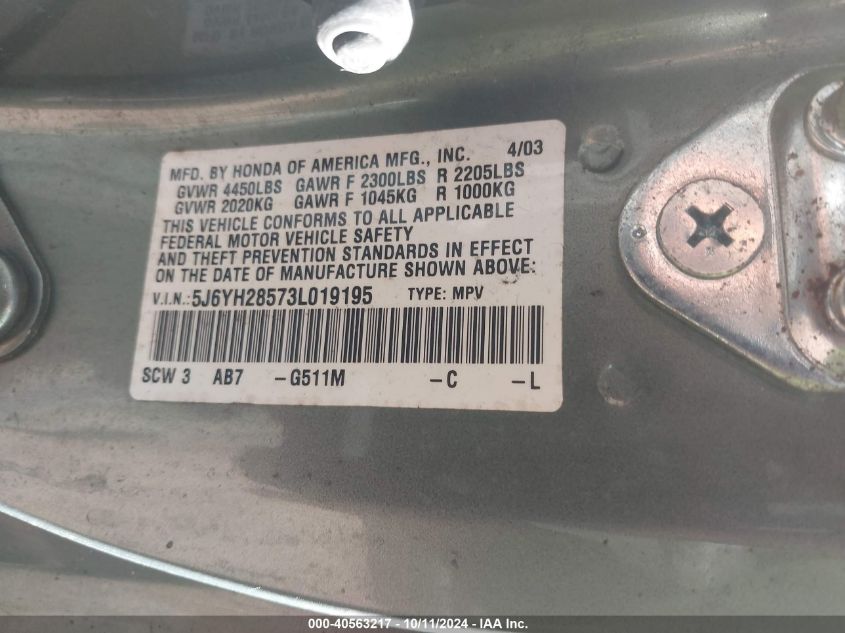 MFD. BY HONDA OF AMERICA MFG., INC. 4/03
GVWR 4450LBS GAWR F 2300LBS R 2205LBS
GVWR 2020KG GAWR F 1045KG R 1000KG
THIS VEHICLE CONFORMS TO ALL APPLICABLE
FEDERAL MOTOR VEHICLE SAFETY
AND THEFT PREVENTION STANDARDS IN EFFECT
ON THE DATE OF MANUFACTURE SHOWN ABOVE:
V.I.N.:5J6YH28573L019195 TYPE: MPV
SCW 3 AB7 -G511M -C -L
000-40563217 - 10/11/2024 - IAA Inc.